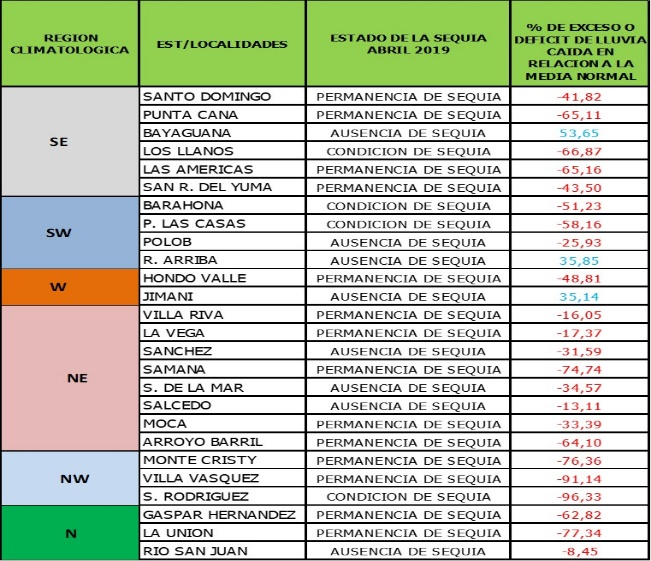 REGION CLIMATOLOGICA | EST/LOCALIDADES | ESTADO DE LA SEQUIA ABRIL 2019 | % DE EXCESO O DEFICIT DE LLUVIA CAIDA EN RELACION A LA MEDIA NORMAL
SE | SANTO DOMINGO | PERMANENCIA DE SEQUIA | -41,82
PUNTA CANA | PERMANENCIA DE SEQUIA | -65,11
BAYAGUANA | AUSENCIA DE SEQUIA | 53,65
LOS LLANOS | CONDICION DE SEQUIA | -66,87
LAS AMERICAS | PERMANENCIA DE SEQUIA | -65,16
SAN R. DEL YUMA | PERMANENCIA DE SEQUIA | -43,50
SW | BARAHONA | CONDICION DE SEQUIA | -51,23
P. LAS CASAS | CONDICION DE SEQUIA | -58,16
POLOB | AUSENCIA DE SEQUIA | -25,93
R. ARRIBA | AUSENCIA DE SEQUIA | 35,85
W | HONDO VALLE | PERMANENCIA DE SEQUIA | -48,81
JIMANI | AUSENCIA DE SEQUIA | 35,14
NE | VILLA RIVA | PERMANENCIA DE SEQUIA | -16,05
LA VEGA | PERMANENCIA DE SEQUIA | -17,37
SANCHEZ | AUSENCIA DE SEQUIA | -31,59
SAMANA | PERMANENCIA DE SEQUIA | -74,74
S. DE LA MAR | AUSENCIA DE SEQUIA | -34,57
SALCEDO | AUSENCIA DE SEQUIA | -13,11
MOCA | PERMANENCIA DE SEQUIA | -33,39
ARROYO BARRIL | PERMANENCIA DE SEQUIA | -64,10
NW | MONTE CRISTY | PERMANENCIA DE SEQUIA | -76,36
VILLA VASQUEZ | PERMANENCIA DE SEQUIA | -91,14
S. RODRIGUEZ | CONDICION DE SEQUIA | -96,33
N | GASPAR HERNANDEZ | PERMANENCIA DE SEQUIA | -62,82
LA UNION | PERMANENCIA DE SEQUIA | -77,34
RIO SAN JUAN | AUSENCIA DE SEQUIA | -8,45